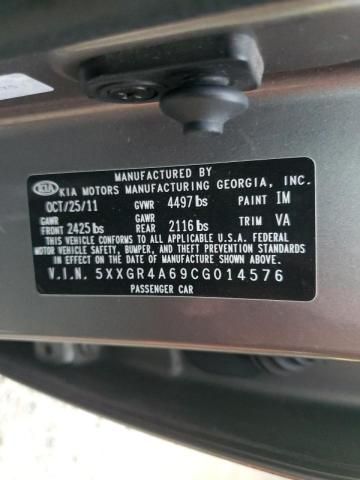 MANUFACTURED BY
KIA KIA MOTORS MANUFACTURING GEORGIA, INC.
OCT/25/11 GVWR 4497 lbs PAINT IM
GAWR FRONT 2425 lbs GAWR REAR 2116 lbs TRIM VA
THIS VEHICLE CONFORMS TO ALL APPLICABLE U.S.A. FEDERAL
MOTOR VEHICLE SAFETY, BUMPER, AND THEFT PREVENTION STANDARDS
IN EFFECT ON THE DATE OF MANUFACTURE SHOWN ABOVE.
V.I.N. 5XXGR4A69CG014576
PASSENGER CAR